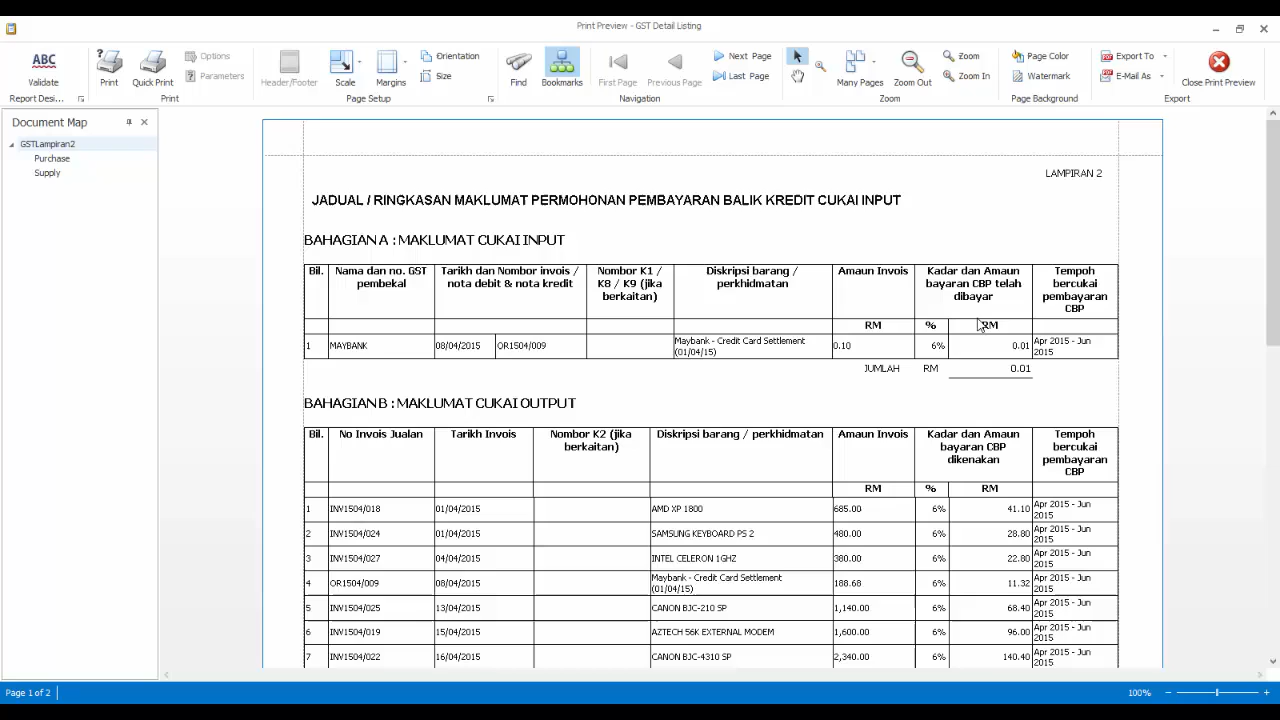 Print Preview - GST Detail Listing
ABC
Validate
Print
Quick Print
Options
Parameters
Header/Footer
Scale
Margins
Orientation
Size
Find
Bookmarks
First Page
Previous Page
Next Page
Last Page
Many Pages
Zoom Out
Zoom
Zoom In
Page Color
Watermark
Export To
E-Mail As
Close Print Preview
Report Desi...
Print
Page Setup
Navigation
Zoom
Page Background
Export
Document Map
GSTLampiran2
Purchase
Supply
LAMPIRAN 2
JADUAL / RINGKASAN MAKLUMAT PERMOHONAN PEMBAYARAN BALIK KREDIT CUKAI INPUT
BAHAGIAN A : MAKLUMAT CUKAI INPUT
Bil.
Nama dan no. GST
pembekal
Tarikh dan Nombor invois /
nota debit & nota kredit
Nombor K1 /
K8 / K9 (jika
berkaitan)
Diskripsi barang /
perkhidmatan
Amaun Invois
Kadar dan Amaun
bayaran CBP telah
dibayar
Tempoh
bercukai
pembayaran
CBP
RM % RM
1 MAYBANK 08/04/2015 OR1504/009 Maybank - Credit Card Settlement
(01/04/15)
0.10 6% 0.01 Apr 2015 - Jun
2015
JUMLAH RM 0.01
BAHAGIAN B : MAKLUMAT CUKAI OUTPUT
Bil.
No Invois Jualan
Tarikh Invois
Nombor K2 (jika
berkaitan)
Diskripsi barang / perkhidmatan
Amaun Invois
Kadar dan Amaun
bayaran CBP
dikenakan
Tempoh
bercukai
pembayaran
CBP
RM % RM
1 INV1504/018 01/04/2015 AMD XP 1800 685.00 6% 41.10 Apr 2015 - Jun
2015
2 INV1504/024 01/04/2015 SAMSUNG KEYBOARD PS 2 480.00 6% 28.80 Apr 2015 - Jun
2015
3 INV1504/027 04/04/2015 INTEL CELERON 1GHZ 380.00 6% 22.80 Apr 2015 - Jun
2015
4 OR1504/009 08/04/2015 Maybank - Credit Card Settlement
(01/04/15)
188.68 6% 11.32 Apr 2015 - Jun
2015
5 INV1504/025 13/04/2015 CANON BJC-210 SP 1,140.00 6% 68.40 Apr 2015 - Jun
2015
6 INV1504/019 15/04/2015 AZTECH 56K EXTERNAL MODEM 1,600.00 6% 96.00 Apr 2015 - Jun
2015
7 INV1504/022 16/04/2015 CANON BJC-4310 SP 2,340.00 6% 140.40 Apr 2015 - Jun
2015
Page 1 of 2
100%